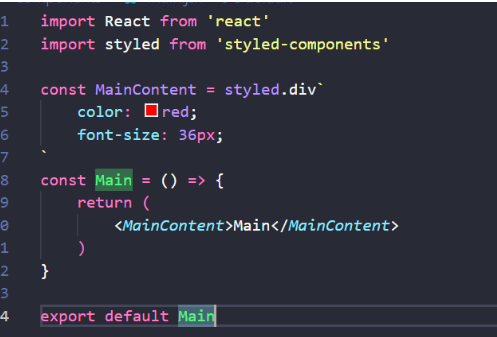 1 import React from 'react'
2 import styled from 'styled-components'
3
4 const MainContent = styled.div`
5 color: red;
6 font-size: 36px;
7 `
8 const Main = () => {
9 return (
0 <MainContent>Main</MainContent>
1 )
2 }
3
4 export default Main